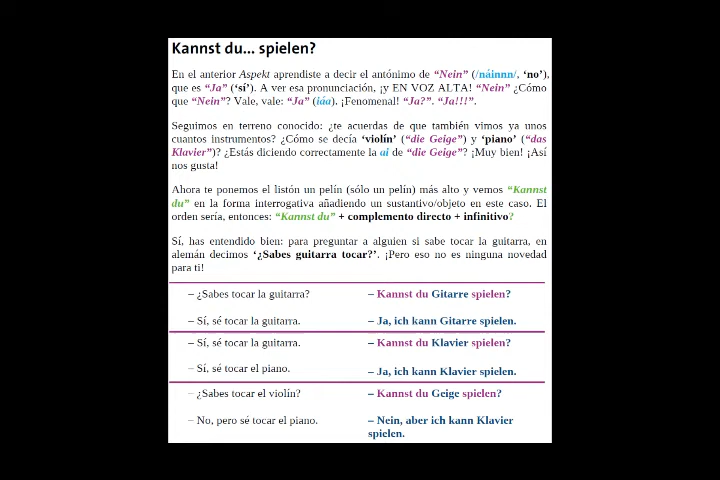 Kannst du... spielen?
En el anterior Aspekt aprendiste a decir el antónimo de “Nein” (/náinnn/, ‘no’),
que es “Ja” (‘sí’). A ver esa pronunciación, ¡y EN VOZ ALTA! “Nein” ¿Cómo
que “Nein”? Vale, vale: “Ja” (iáa). ¡Fenomenal! “Ja?”. “Ja!!!”.
Seguimos en terreno conocido: ¿te acuerdas de que también vimos ya unos
cuantos instrumentos? ¿Cómo se decía ‘violín’ (“die Geige”) y ‘piano’ (“das
Klavier”)? ¿Estás diciendo correctamente la ai de “die Geige”? ¡Muy bien! ¡Así
nos gusta!
Ahora te ponemos el listón un pelín (sólo un pelín) más alto y vemos “Kannst
du” en la forma interrogativa añadiendo un sustantivo/objeto en este caso. El
orden sería, entonces: “Kannst du” + complemento directo + infinitivo?
Sí, has entendido bien: para preguntar a alguien si sabe tocar la guitarra, en
alemán decimos ‘¿Sabes guitarra tocar?’. ¡Pero eso no es ninguna novedad
para ti!
– ¿Sabes tocar la guitarra? – Kannst du Gitarre spielen?
– Sí, sé tocar la guitarra. – Ja, ich kann Gitarre spielen.
– Sí, sé tocar la guitarra. – Kannst du Klavier spielen?
– Sí, sé tocar el piano. – Ja, ich kann Klavier spielen.
– ¿Sabes tocar el violín? – Kannst du Geige spielen?
– No, pero sé tocar el piano. – Nein, aber ich kann Klavier
spielen.